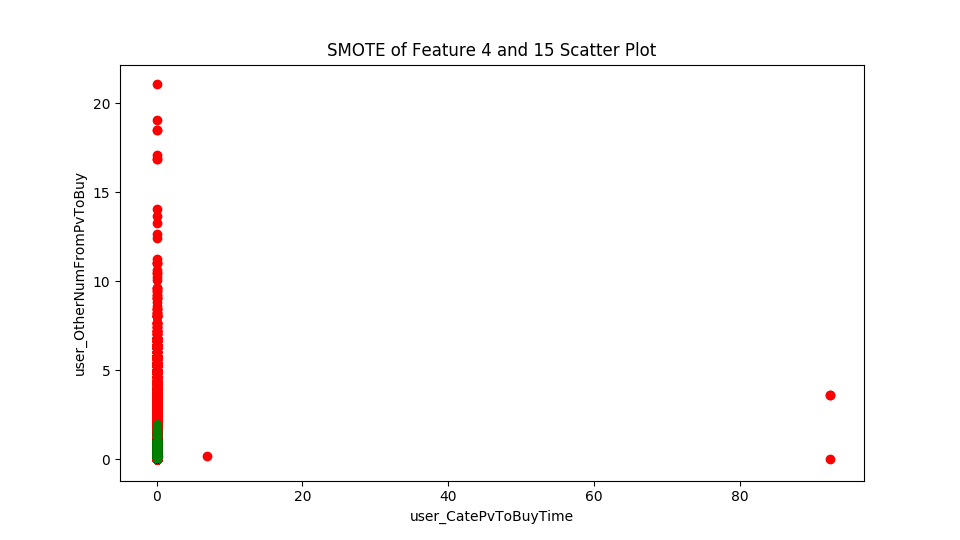 SMOTE of Feature 4 and 15 Scatter Plot
user_OtherNumFromPvToBuy
20
15
10
5
0
0 20 40 60 80
user_CatePvToBuyTime